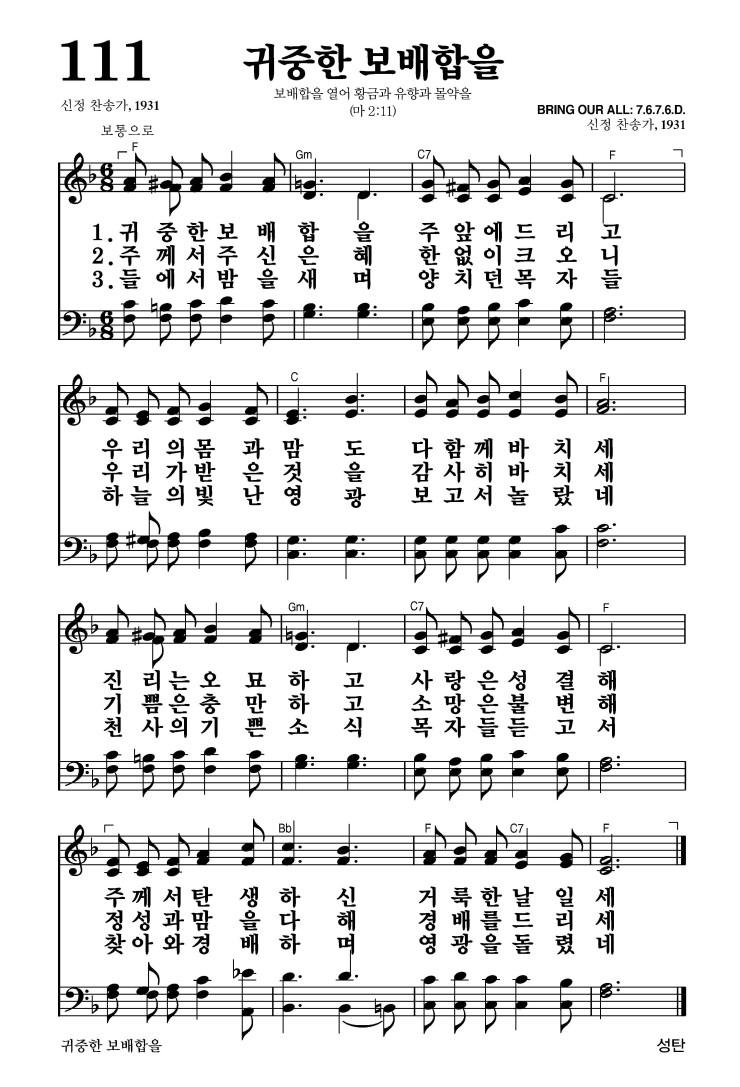 111
귀중한 보배합을
보배합을 열어 황금과 유향과 몰약을
(마 2:11)
신정 찬송가, 1931
BRING OUR ALL: 7.6.7.6.D.
신정 찬송가, 1931
보통으로
F Gm C7 F
1. 귀 중 한 보 배 합 을 주 앞 에 드 리 고
2. 주 께 서 주 신 은 혜 한 없 이 크 오 니
3. 들 에 서 밤 을 새 며 양 치 던 목 자 들
C F
우 리 의 몸 과 맘 도 다 함 께 바 치 세
우 리 가 받 은 것 을 감 사 히 바 치 세
하 늘 의 빛 난 영 광 보 고 서 놀 랐 네
Gm C7 F
진 리 는 오 묘 하 고 사 랑 은 성 결 해
기 쁨 은 충 만 하 고 소 망 은 불 변 해
천 사 의 기 쁜 소 식 목 자 들 듣 고 서
F Bb F C7 F
주 께 서 탄 생 하 신 거 룩 한 날 일 세
정 성 과 맘 을 다 해 경 배 를 드 리 세
찾 아 와 경 배 하 며 영 광 을 돌 렸 네
귀중한 보배합을
성탄